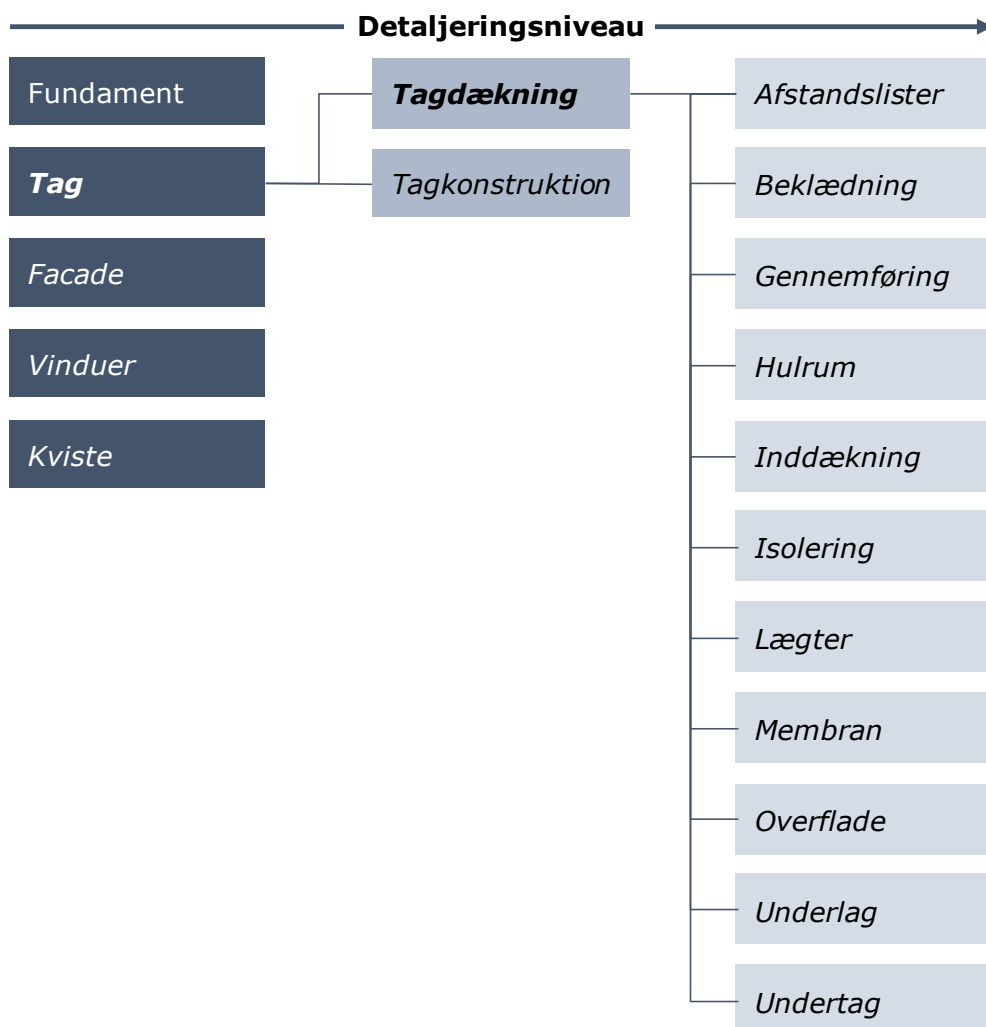 Detaljeringsniveau
Fundament
Tag
Facade
Vinduer
Kviste
Tagdækning
Tagkonstruktion
Afstandslister
Beklædning
Gennemføring
Hulrum
Inddækning
Isolering
Lægter
Membran
Overflade
Underlag
Undertag